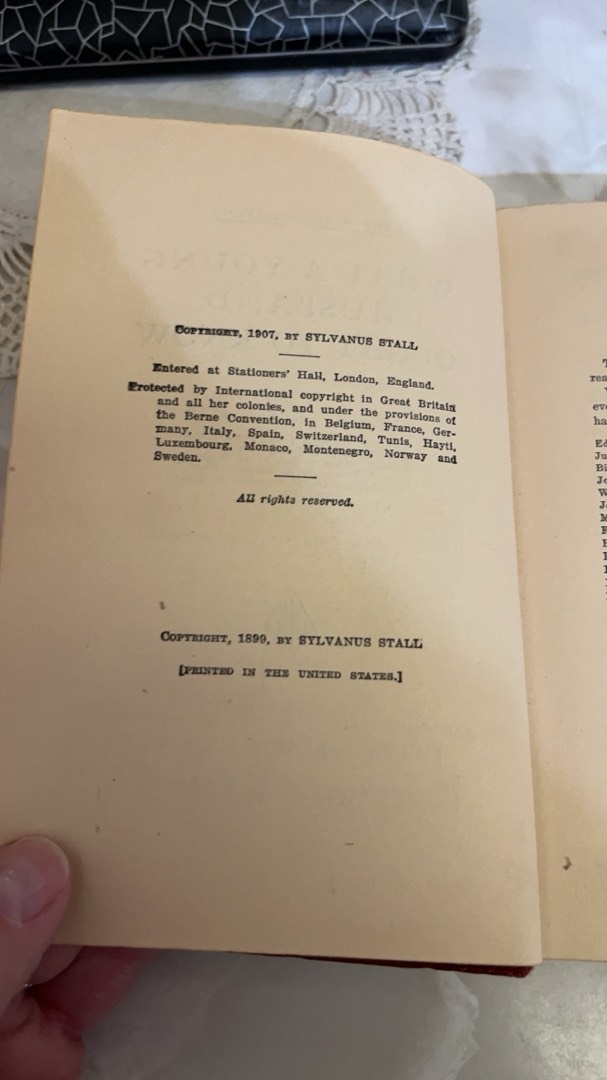 COPYRIGHT, 1907, BY SYLVANUS STALL
Entered at Stationers' Hall, London, England.
Protected by International copyright in Great Britain
and all her colonies, and under the provisions of
the Berne Convention, in Belgium, France, Ger-
many, Italy, Spain, Switzerland, Tunis, Hayti,
Luxembourg, Monaco, Montenegro, Norway and
Sweden.
All rights reserved.
COPYRIGHT, 1899, BY SYLVANUS STALL
[PRINTED IN THE UNITED STATES.]